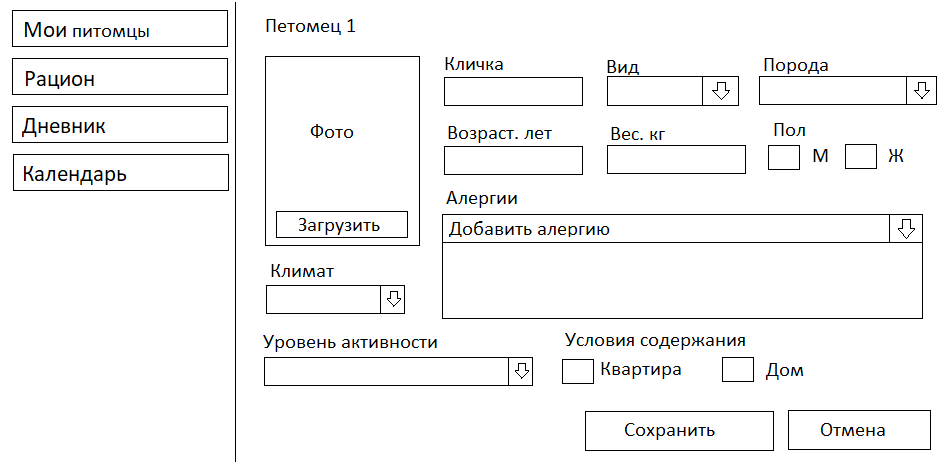 Мои питомцы
Рацион
Дневник
Календарь
Петомец 1
Фото
Загрузить
Кличка
Вид
Порода
Возраст. лет
Вес. кг
Пол
М
Ж
Алергии
Добавить алергию
Климат
Уровень активности
Условия содержания
Квартира
Дом
Сохранить
Отмена